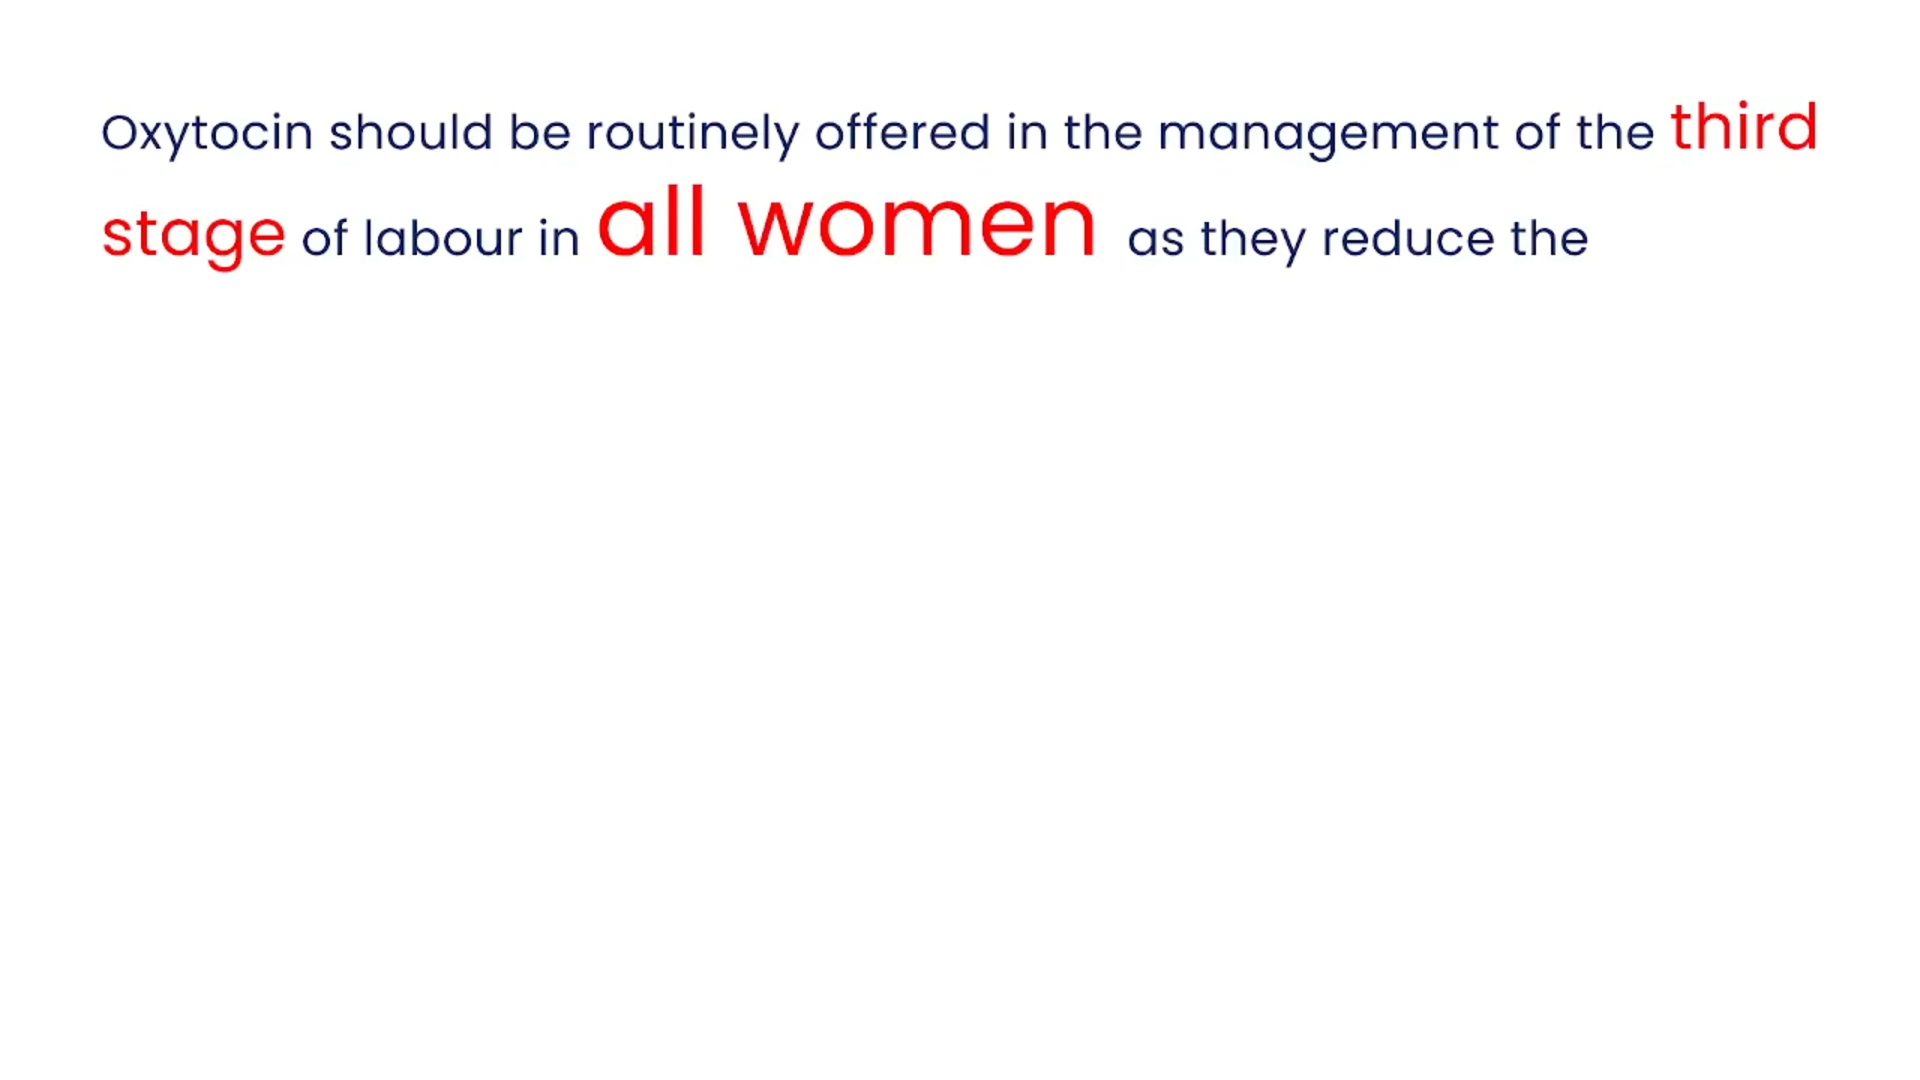 Oxytocin should be routinely offered in the management of the third
stage of labour in all women as they reduce the